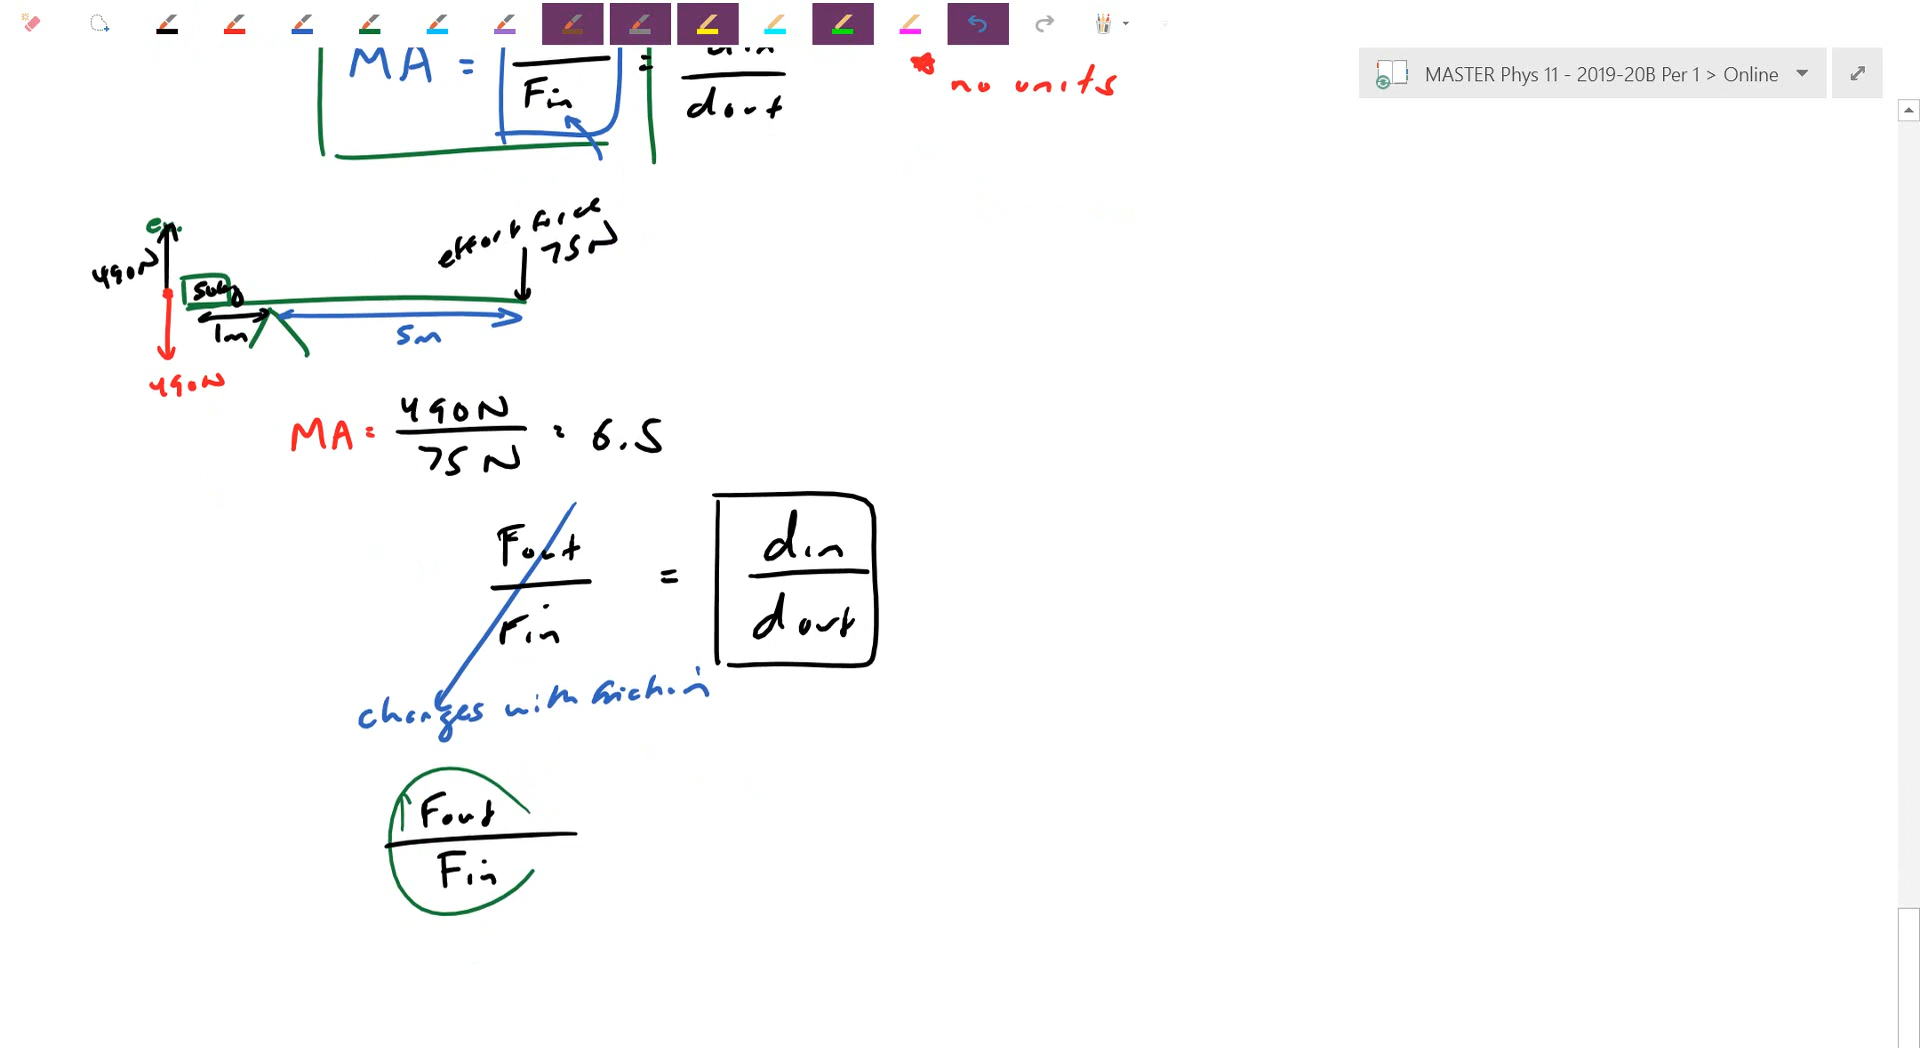 MASTER Phys 11 - 2019-20B Per 1 > Online
MA = Fin = dout
* no units
effort force
75N
490N
50kg
1m
5m
490N
MA = 490N / 75N = 6.5
Fout / Fin = din / dout
changes with friction
↑ Fout / Fin